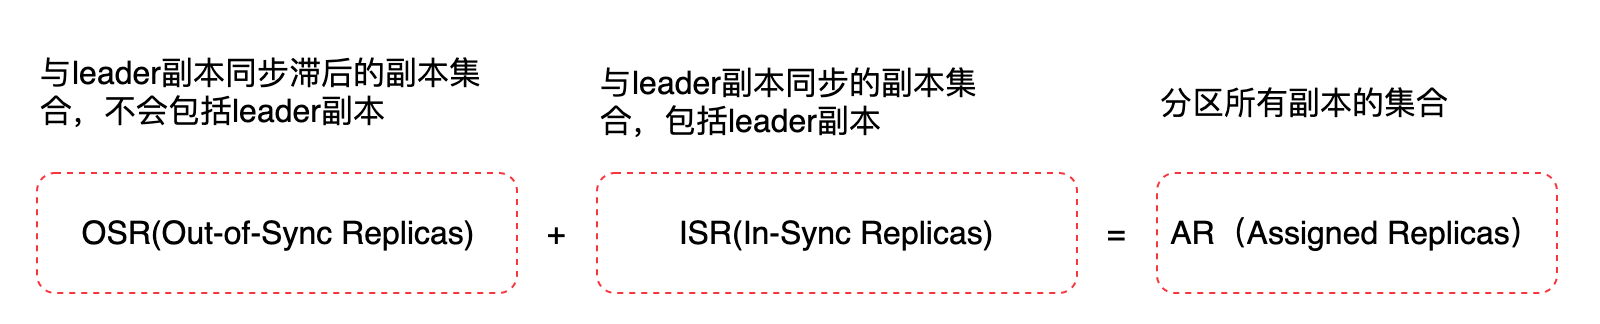 与leader副本同步滞后的副本集
合，不会包括leader副本
与leader副本同步的副本集
合，包括leader副本
分区所有副本的集合
OSR(Out-of-Sync Replicas)
+
ISR(In-Sync Replicas)
=
AR（Assigned Replicas）